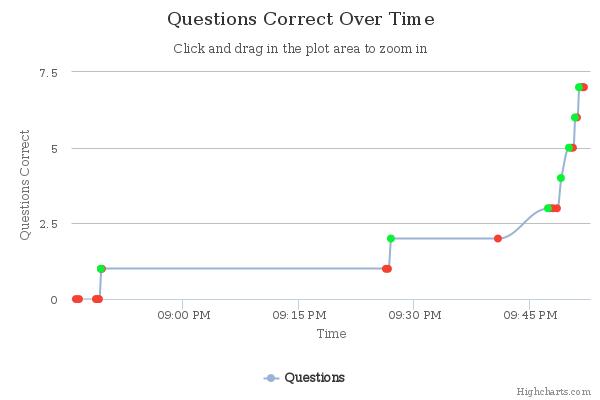 Questions Correct Over Time
Click and drag in the plot area to zoom in
Questions Correct
7.5
5
2.5
0
09:00 PM
09:15 PM
09:30 PM
09:45 PM
Time
Questions
Highcharts.com